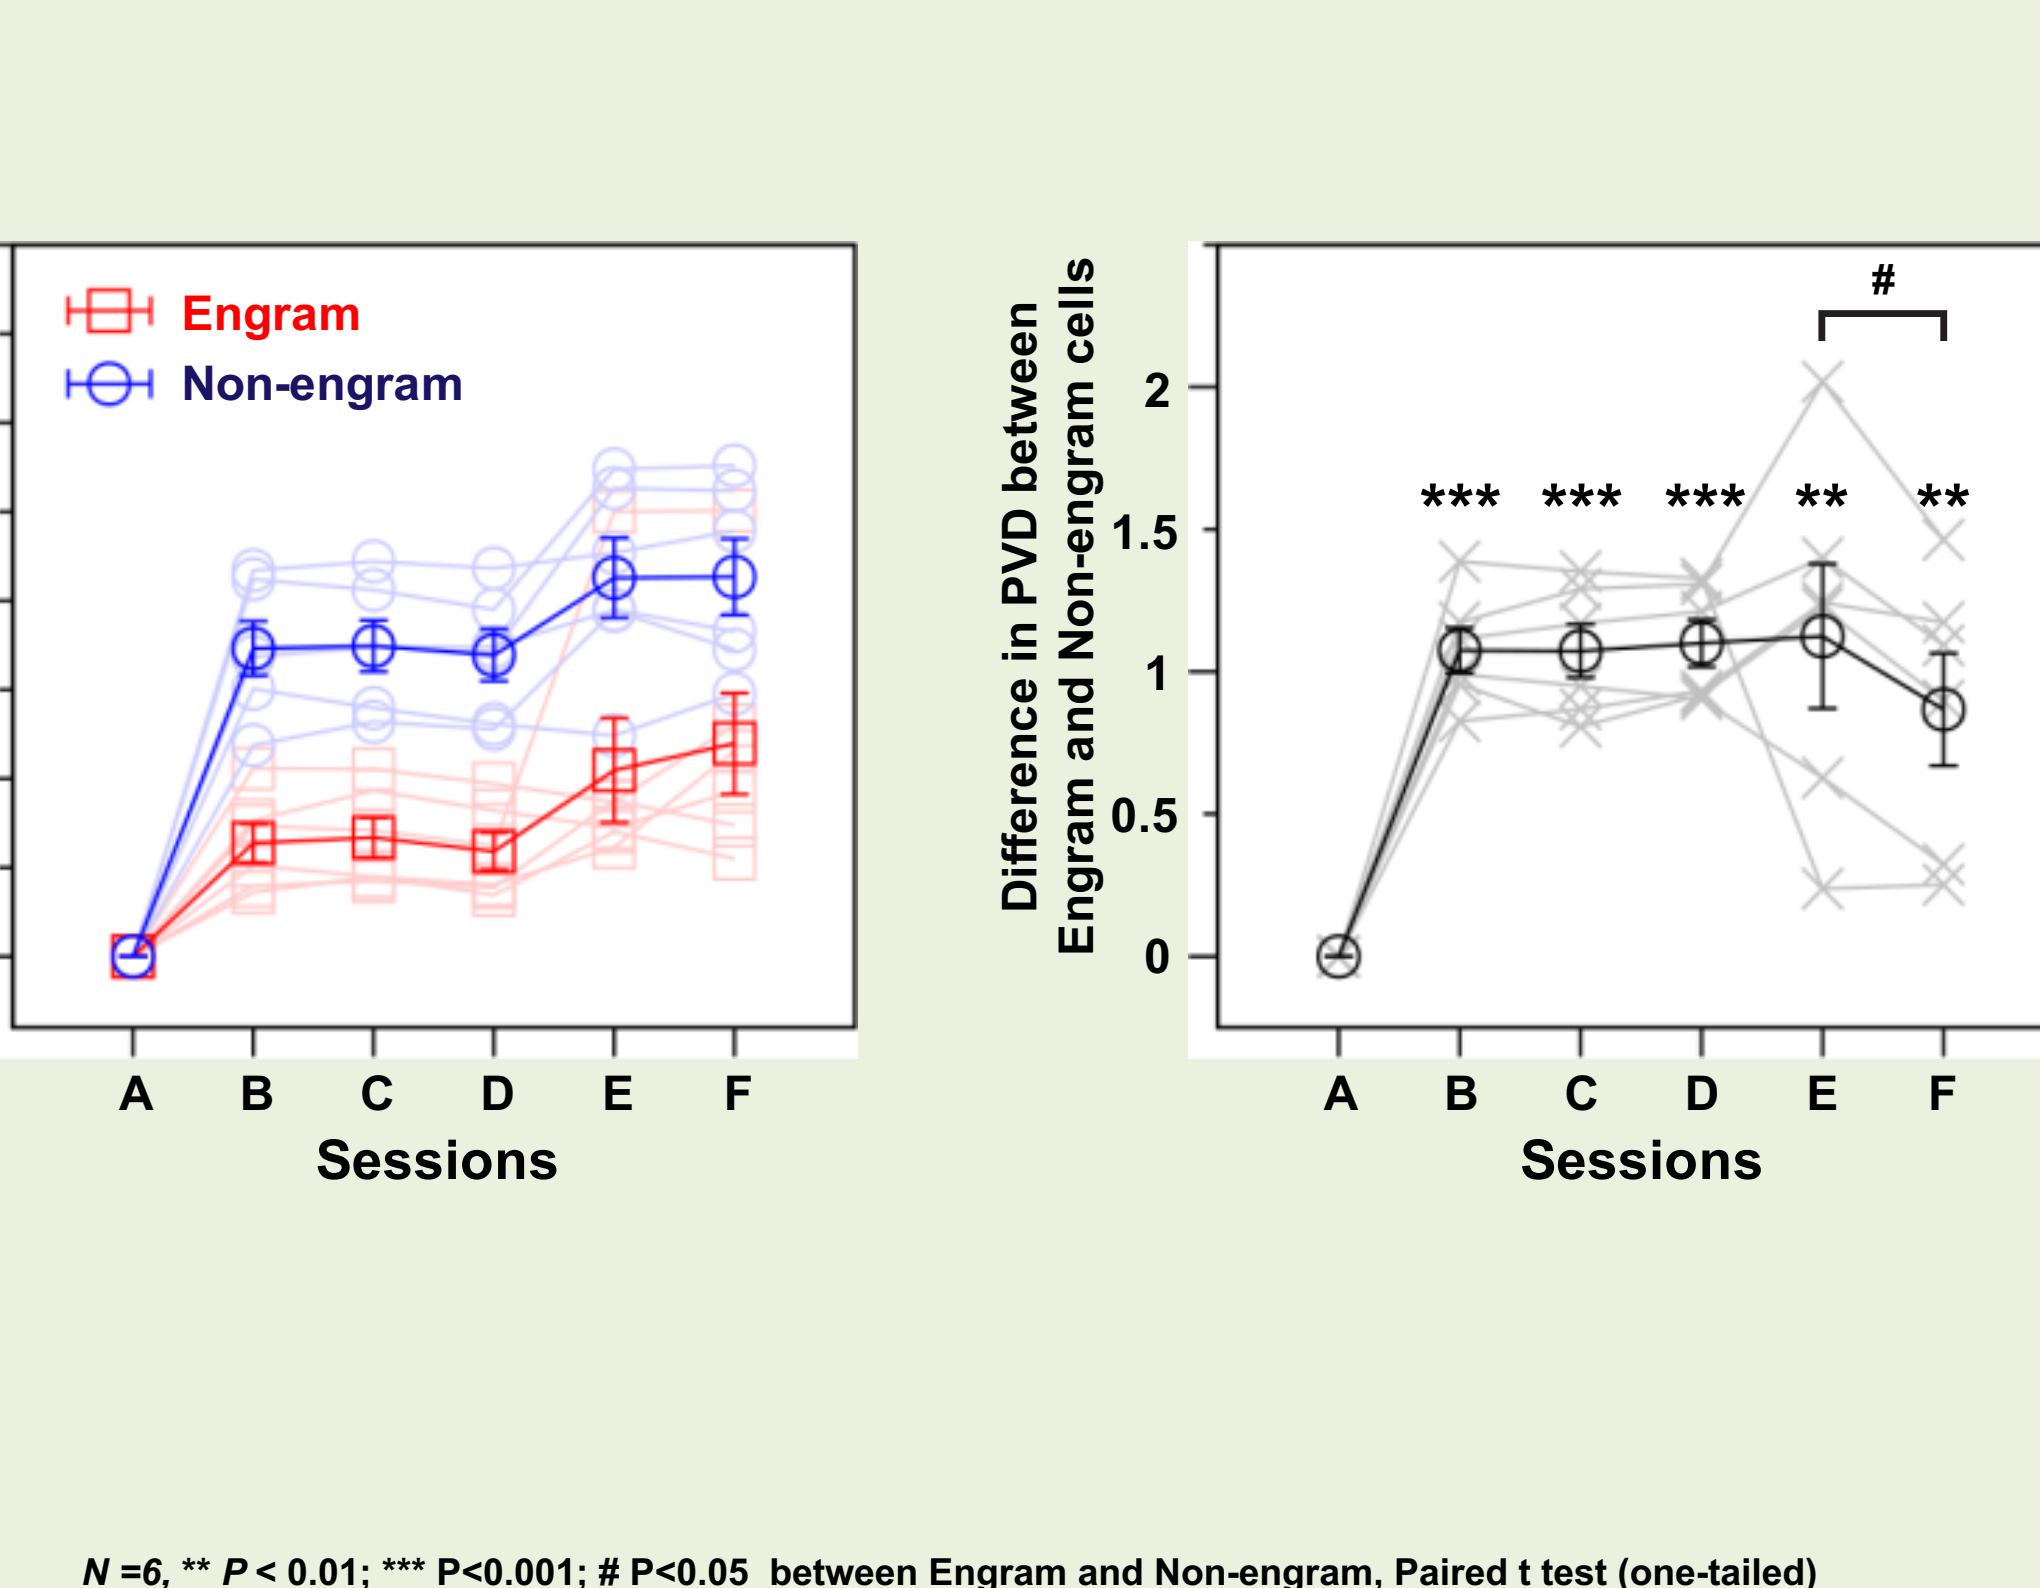 Engram
Non-engram
A B C D E F
Sessions
Difference in PVD between
Engram and Non-engram cells
2
1.5
1
0.5
0
#
*** *** *** ** **
A B C D E F
Sessions
N =6, ** P < 0.01; *** P<0.001; # P<0.05 between Engram and Non-engram, Paired t test (one-tailed)